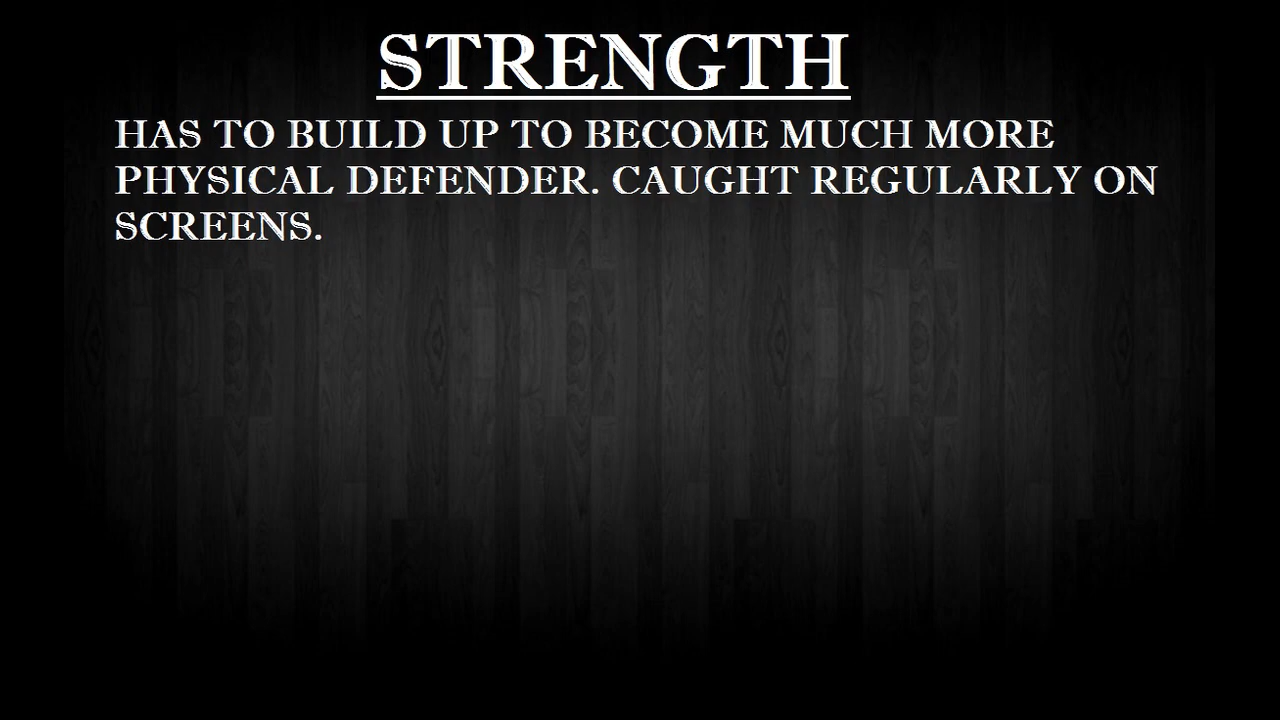 STRENGTH
HAS TO BUILD UP TO BECOME MUCH MORE
PHYSICAL DEFENDER. CAUGHT REGULARLY ON
SCREENS.